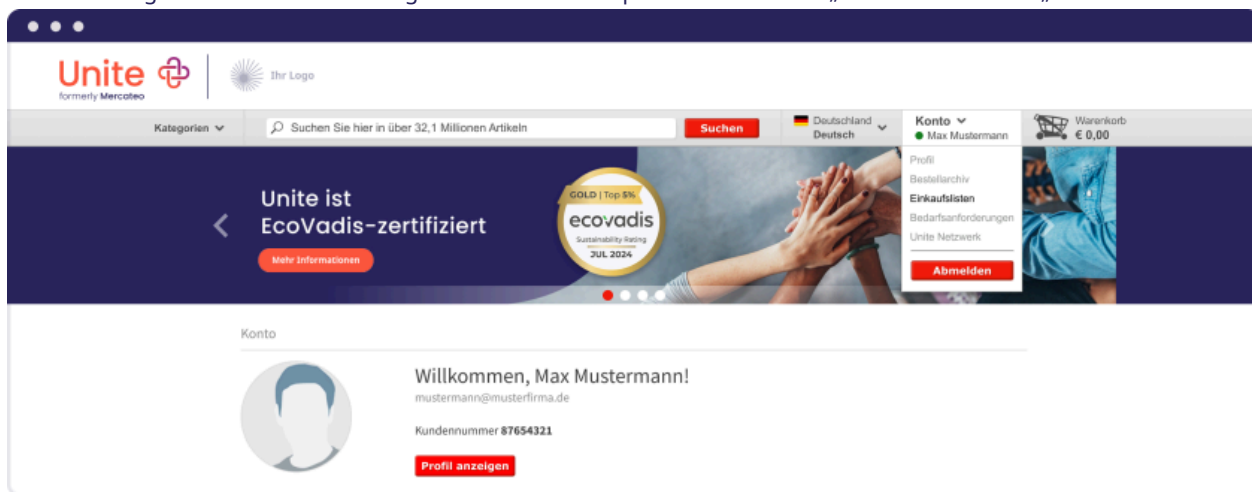 Unite
formerly Mercateo
Ihr Logo
Kategorien
Suchen Sie hier in über 32,1 Millionen Artikeln
Suchen
Deutschland
Deutsch
Konto
Max Mustermann
Warenkorb
€ 0,00
Profil
Bestellarchiv
Einkaufslisten
Bedarfsanforderungen
Unite Netzwerk
Abmelden
Unite ist
EcoVadis-zertifiziert
Mehr Informationen
GOLD | Top 5%
ecovadis
Sustainability Rating
JUL 2024
Konto
Willkommen, Max Mustermann!
mustermann@musterfirma.de
Kundennummer 87654321
Profil anzeigen